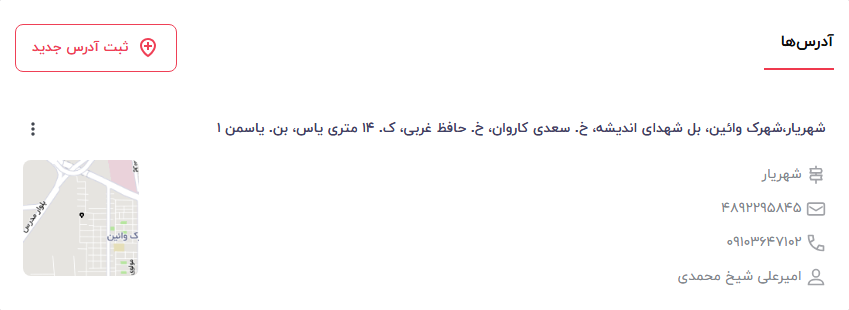 آدرس‌ها
ثبت آدرس جدید
شهریار،شهرک وائین، بل شهدای اندیشه، خ. سعدی کاروان، خ. حافظ غربی، ک. ۱۴ متری یاس، بن. یاسمن ۱
شهریار
۴۸۹۲۲۹۵۸۴۵
۰۹۱۰۳۶۴۷۱۰۲
امیرعلی شیخ محمدی
بلوار مدرس
ک وائین
مولوی